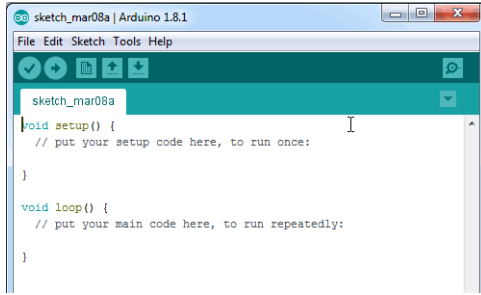 sketch_mar08a | Arduino 1.8.1
File Edit Sketch Tools Help
sketch_mar08a
void setup() {
  // put your setup code here, to run once:

}

void loop() {
  // put your main code here, to run repeatedly:

}